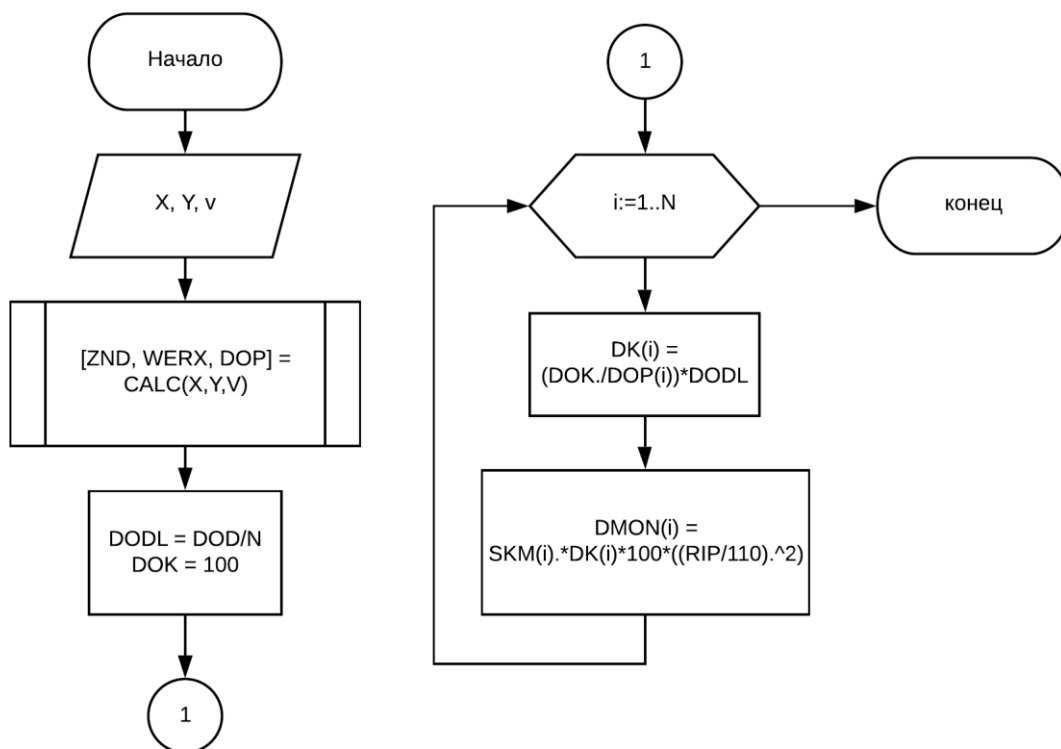 Начало
X, Y, v
[ZND, WERX, DOP] =
CALC(X,Y,V)
DODL = DOD/N
DOK = 100
1
1
i:=1..N
конец
DK(i) =
(DOK./DOP(i))*DODL
DMON(i) =
SKM(i).*DK(i)*100*((RIP/110).^2)